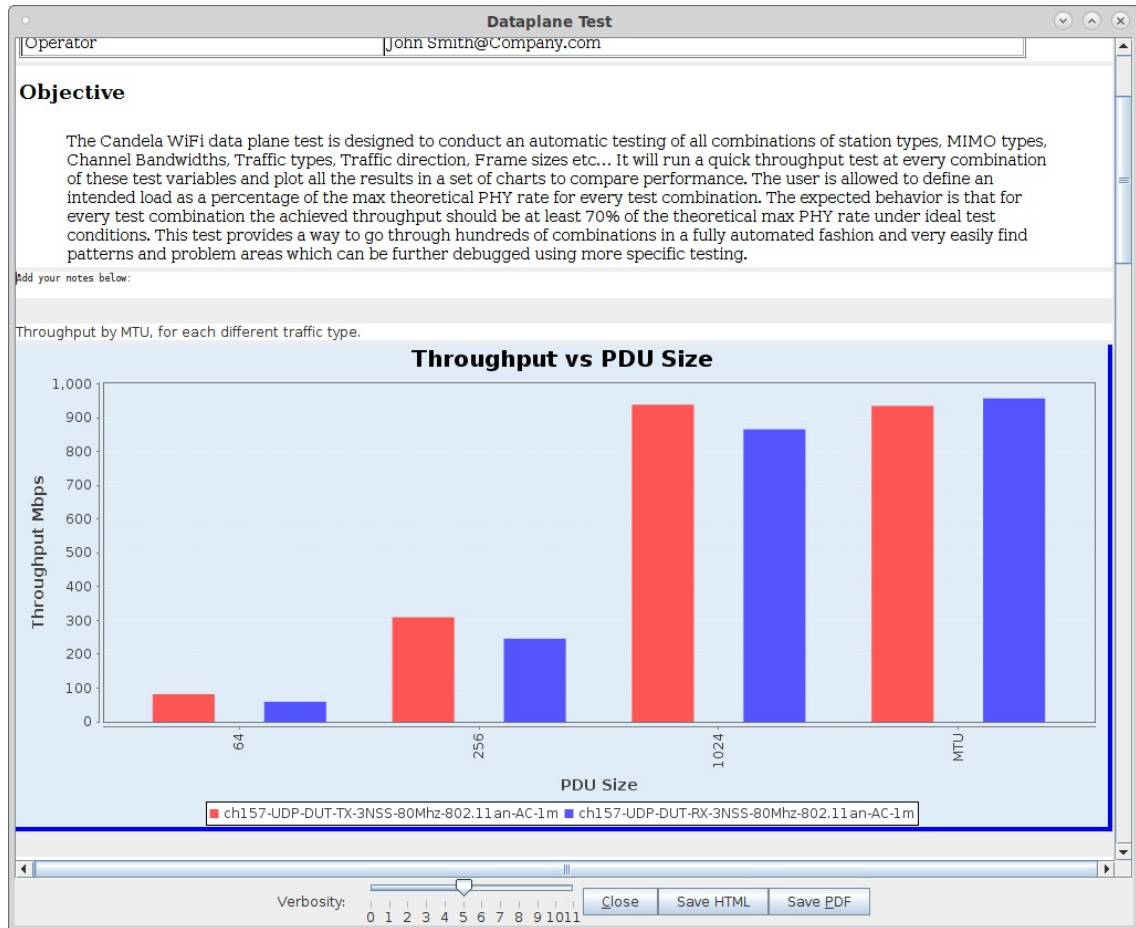 Dataplane Test
Operator John Smith@Company.com
Objective
The Candela WiFi data plane test is designed to conduct an automatic testing of all combinations of station types, MIMO types,
Channel Bandwidths, Traffic types, Traffic direction, Frame sizes etc... It will run a quick throughput test at every combination
of these test variables and plot all the results in a set of charts to compare performance. The user is allowed to define an
intended load as a percentage of the max theoretical PHY rate for every test combination. The expected behavior is that for
every test combination the achieved throughput should be at least 70% of the theoretical max PHY rate under ideal test
conditions. This test provides a way to go through hundreds of combinations in a fully automated fashion and very easily find
patterns and problem areas which can be further debugged using more specific testing.
Add your notes below:
Throughput by MTU, for each different traffic type.
Throughput vs PDU Size
Throughput Mbps
1,000
900
800
700
600
500
400
300
200
100
0
64 256 1024 MTU
PDU Size
ch157-UDP-DUT-TX-3NSS-80Mhz-802.11an-AC-1m ch157-UDP-DUT-RX-3NSS-80Mhz-802.11an-AC-1m
Verbosity: Close Save HTML Save PDF
0 1 2 3 4 5 6 7 8 9 10 11